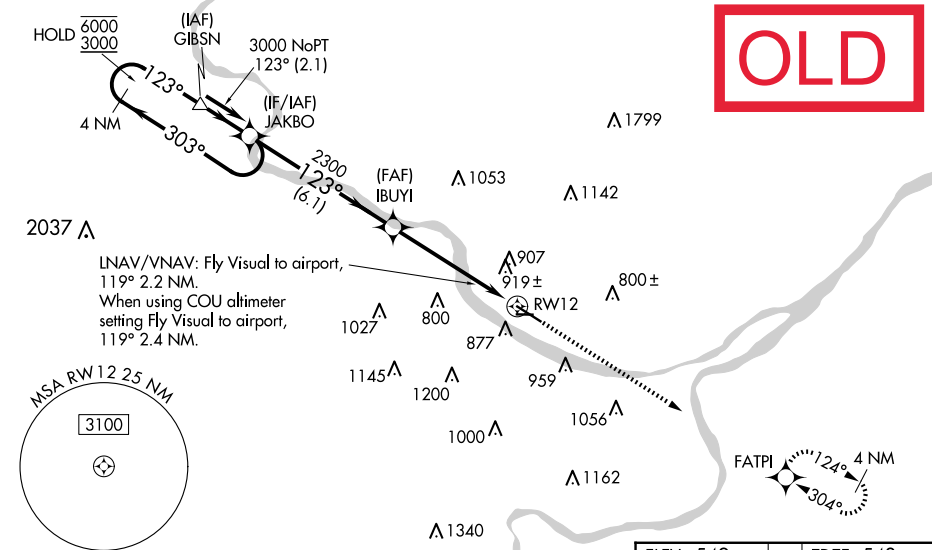 OLD
HOLD
6000
3000
(IAF)
GIBSN
3000 NoPT
123° (2.1)
123°
4 NM
303°
(IF/IAF)
JAKBO
2300
123°
(6.1)
(FAF)
IBUYI
1799
1053
1142
2037
LNAV/VNAV: Fly Visual to airport,
119° 2.2 NM.
When using COU altimeter
setting Fly Visual to airport,
119° 2.4 NM.
907
919±
800±
RW12
1027
800
877
1145
1200
959
1056
1000
1162
1340
MSA RW12 25 NM
3100
FATPI
124°
4 NM
304°